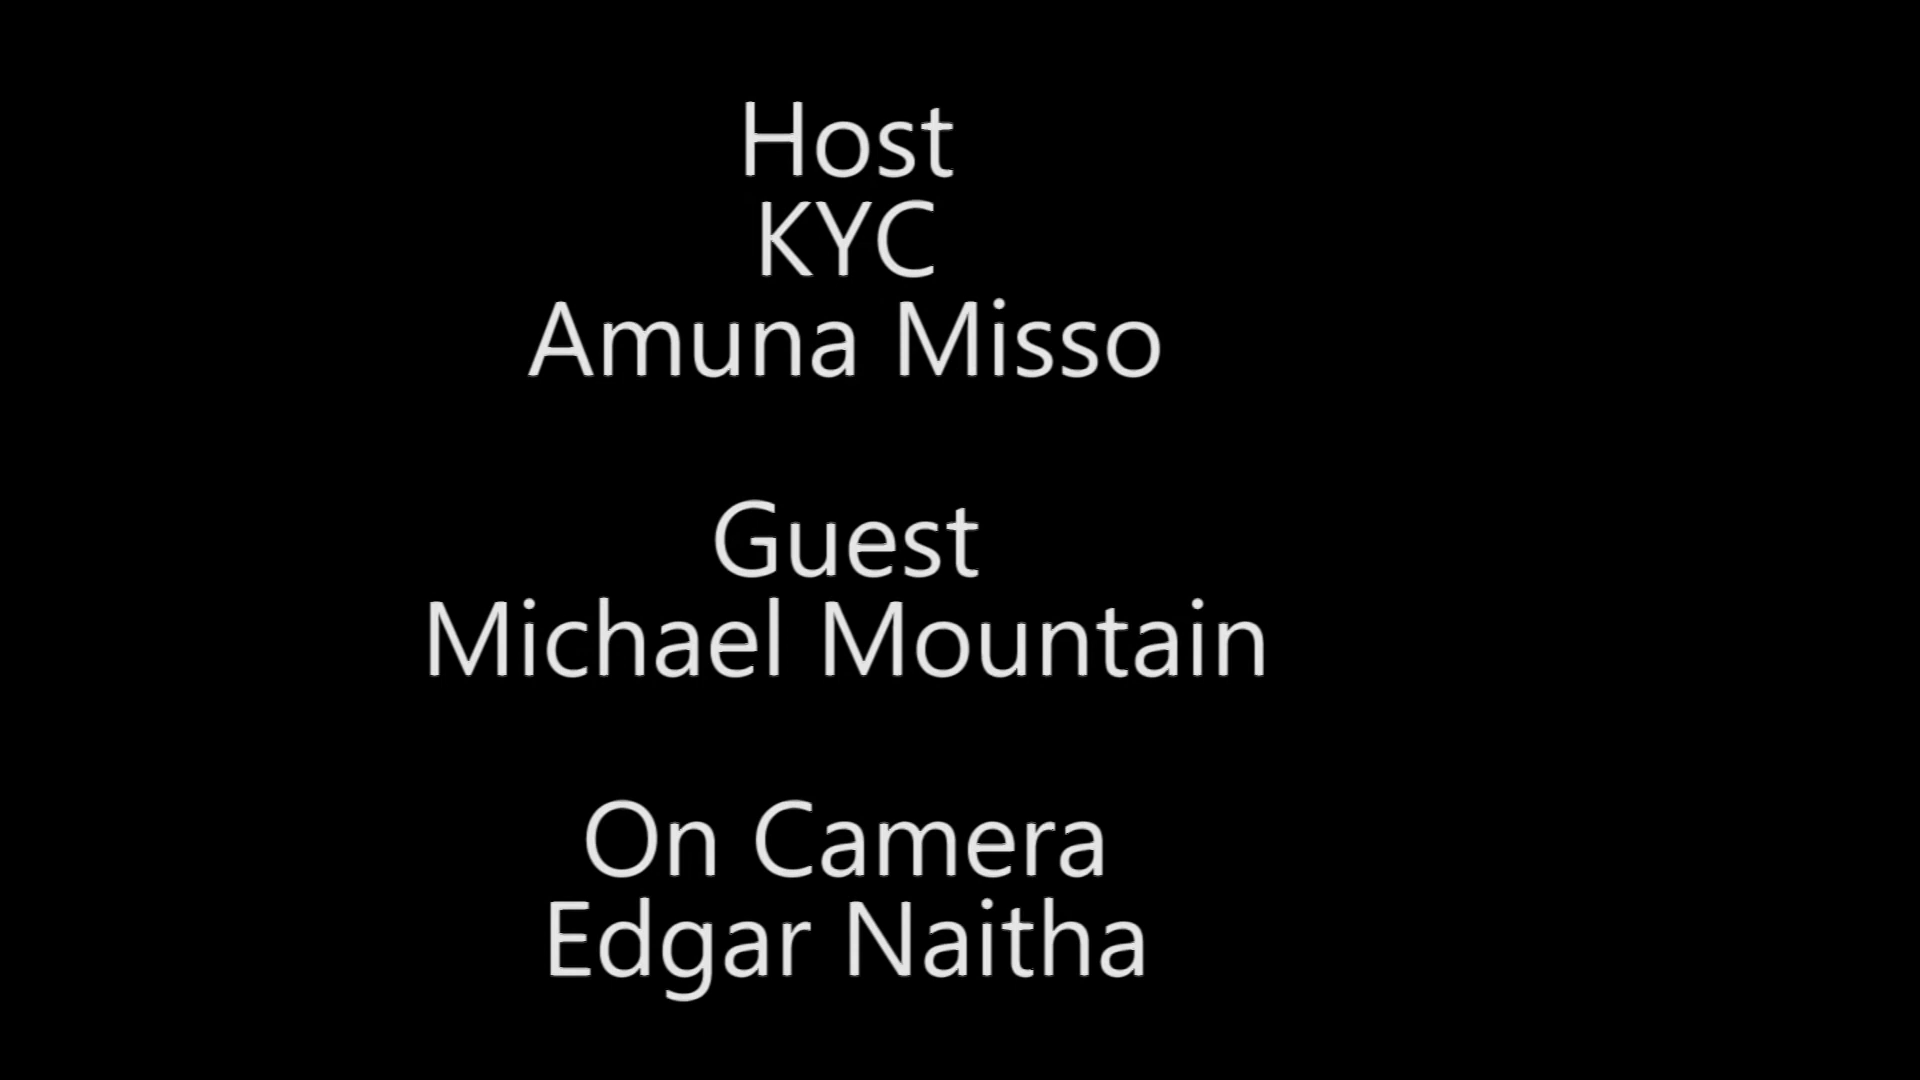 Host
KYC
Amuna Misso
Guest
Michael Mountain
On Camera
Edgar Naitha